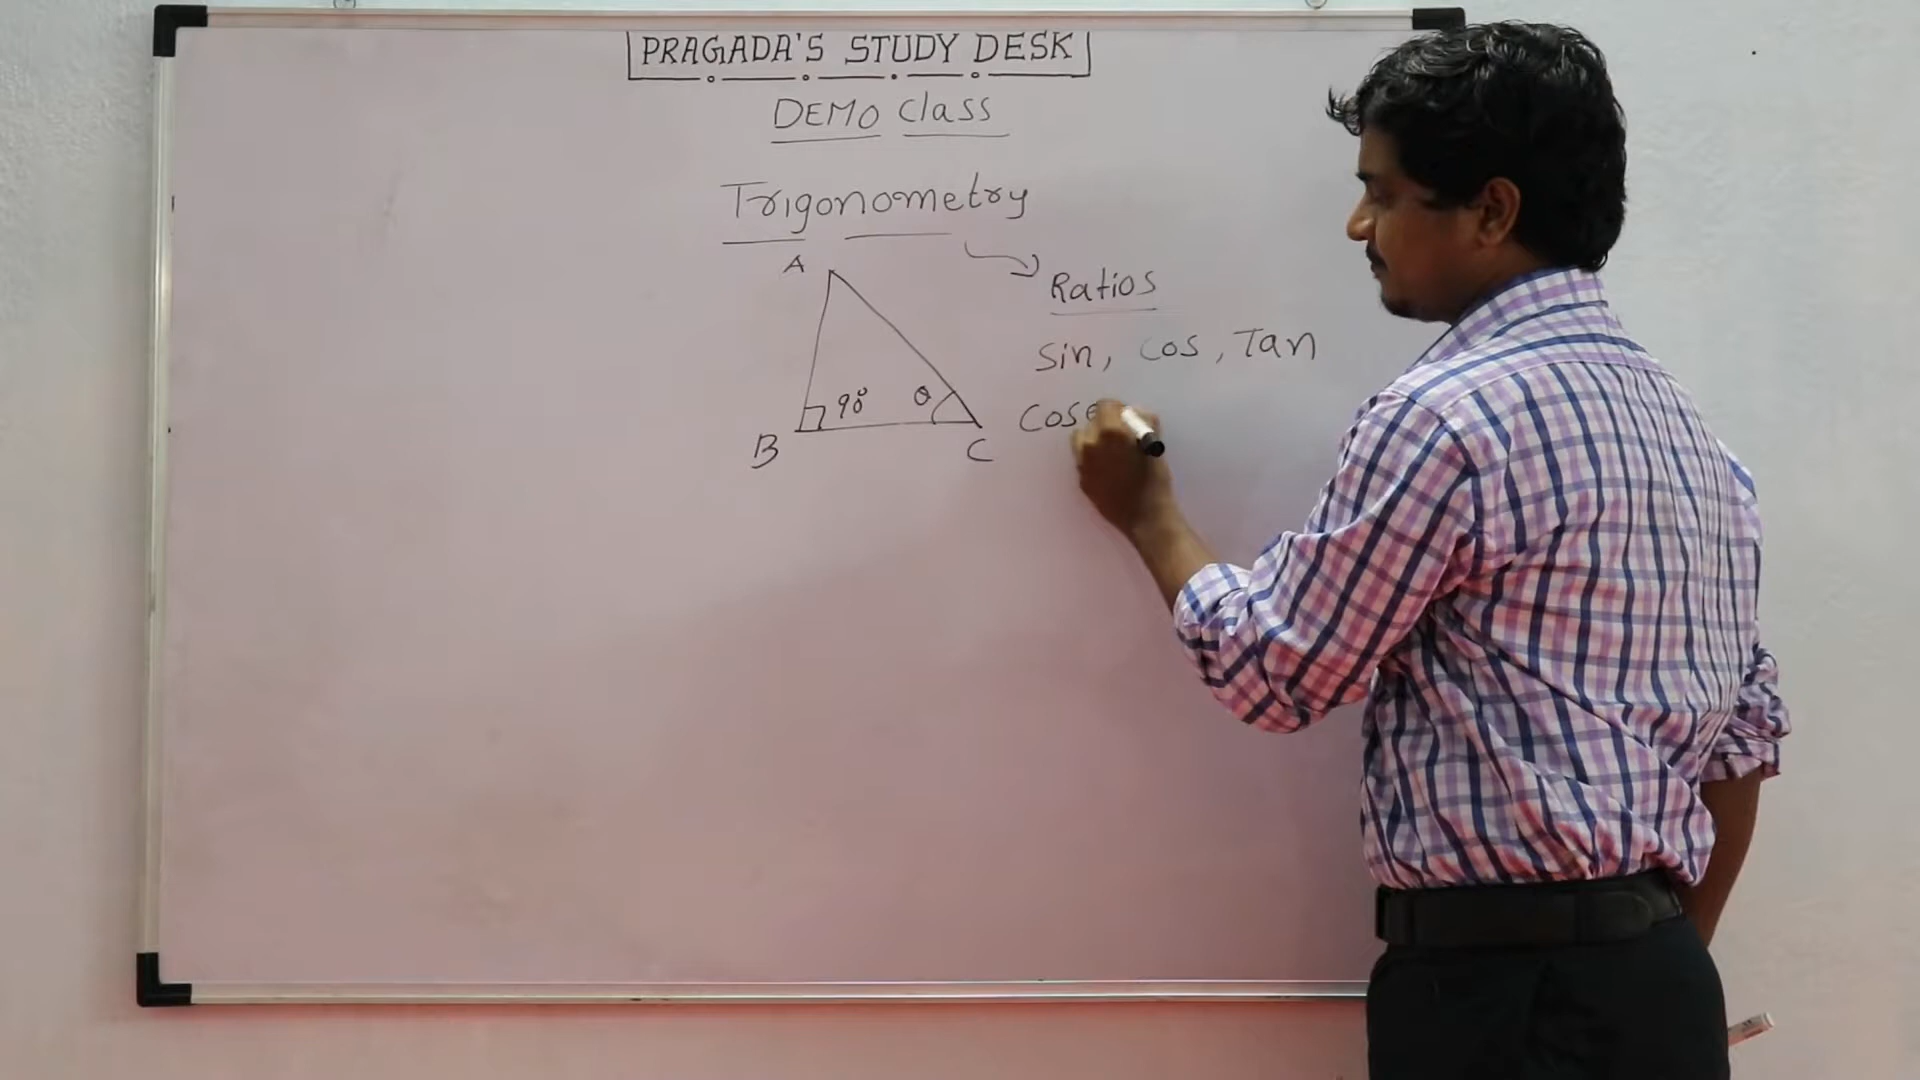 PRAGADA'S STUDY DESK
DEMO Class
Trigonometry
A
Ratios
Sin, Cos, Tan
90° θ
Cose
B C